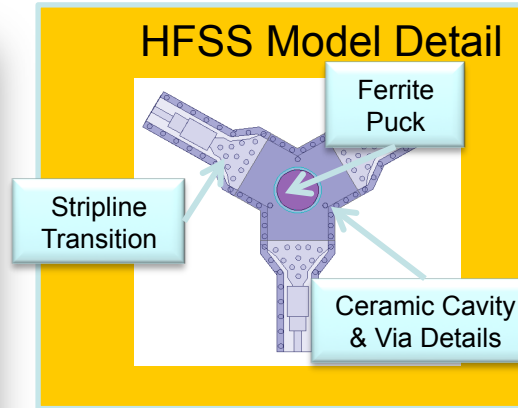 HFSS Model Detail
Ferrite
Puck
Stripline
Transition
Ceramic Cavity
& Via Details